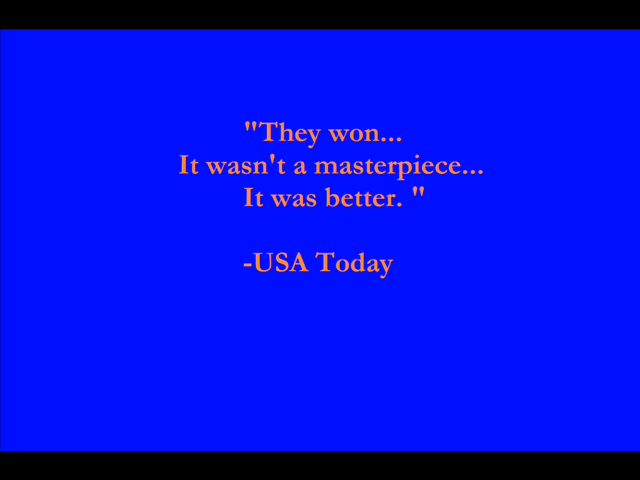 "They won...
It wasn't a masterpiece...
It was better. "
-USA Today